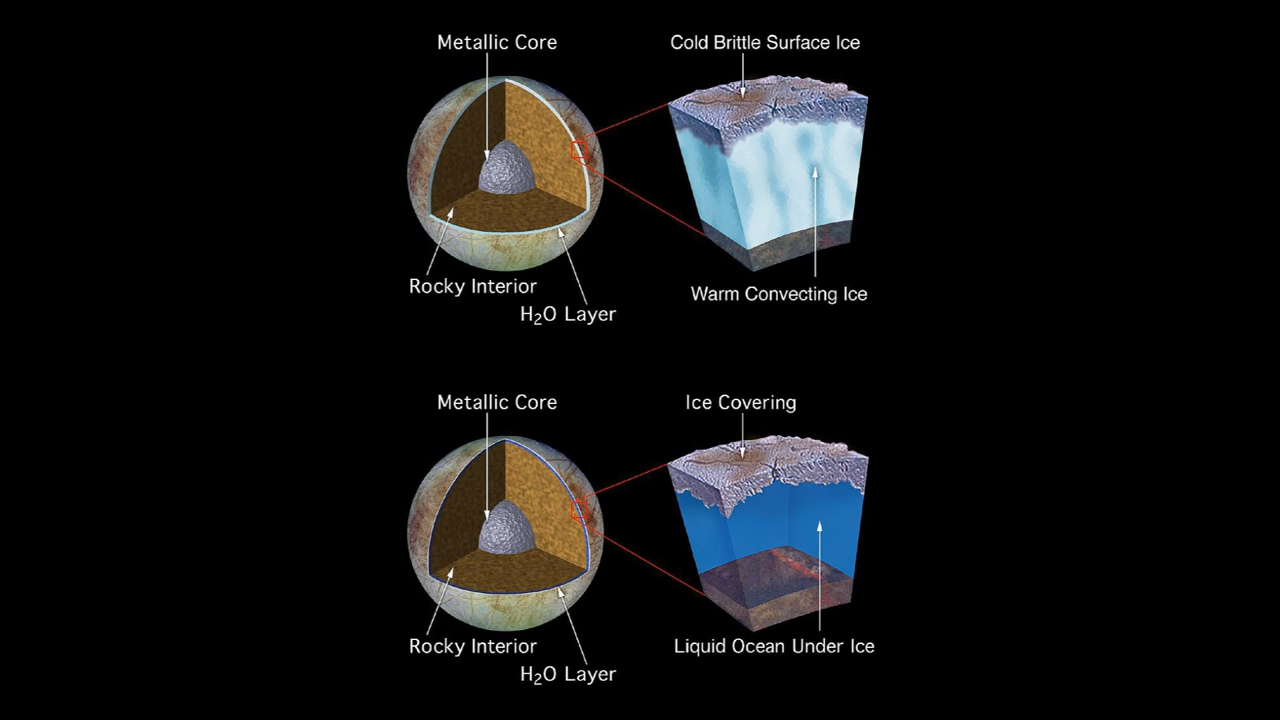 Metallic Core
Cold Brittle Surface Ice
Rocky Interior
H₂O Layer
Warm Convecting Ice
Metallic Core
Ice Covering
Rocky Interior
H₂O Layer
Liquid Ocean Under Ice